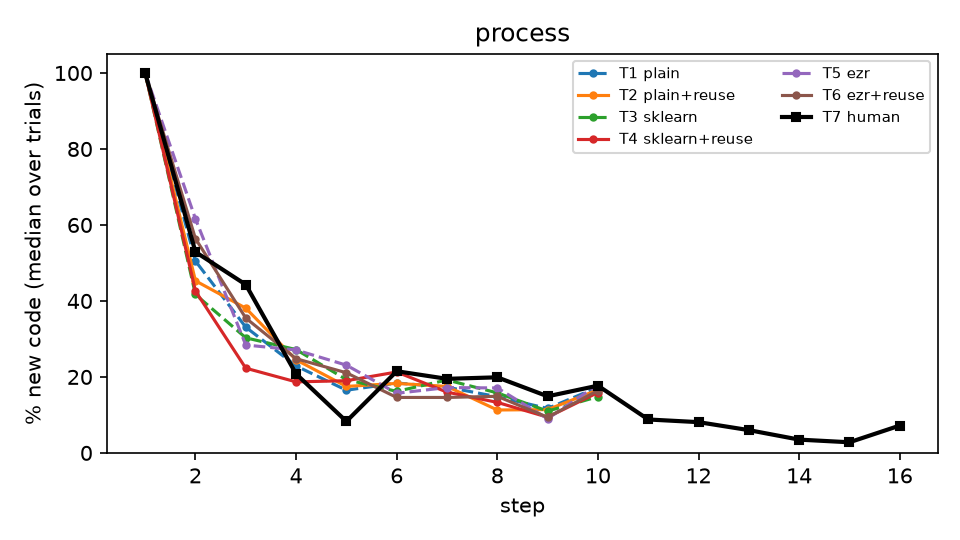 process
% new code (median over trials)
100
80
60
40
20
0
T1 plain
T2 plain+reuse
T3 sklearn
T4 sklearn+reuse
T5 ezr
T6 ezr+reuse
T7 human
2 4 6 8 10 12 14 16
step